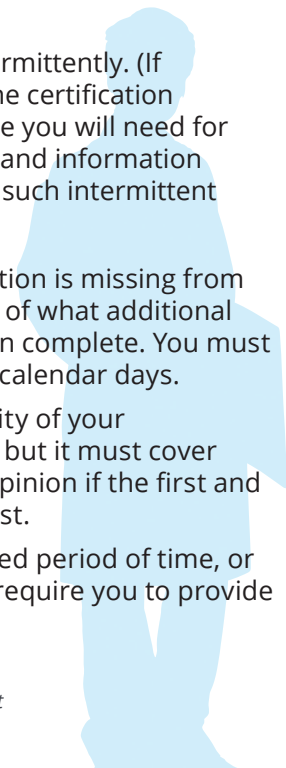 ermittently. (If
ne certification
e you will need for
and information
such intermittent
tion is missing from
of what additional
n complete. You must
calendar days.
ity of your
but it must cover
pinion if the first and
st.
ed period of time, or
require you to provide
t